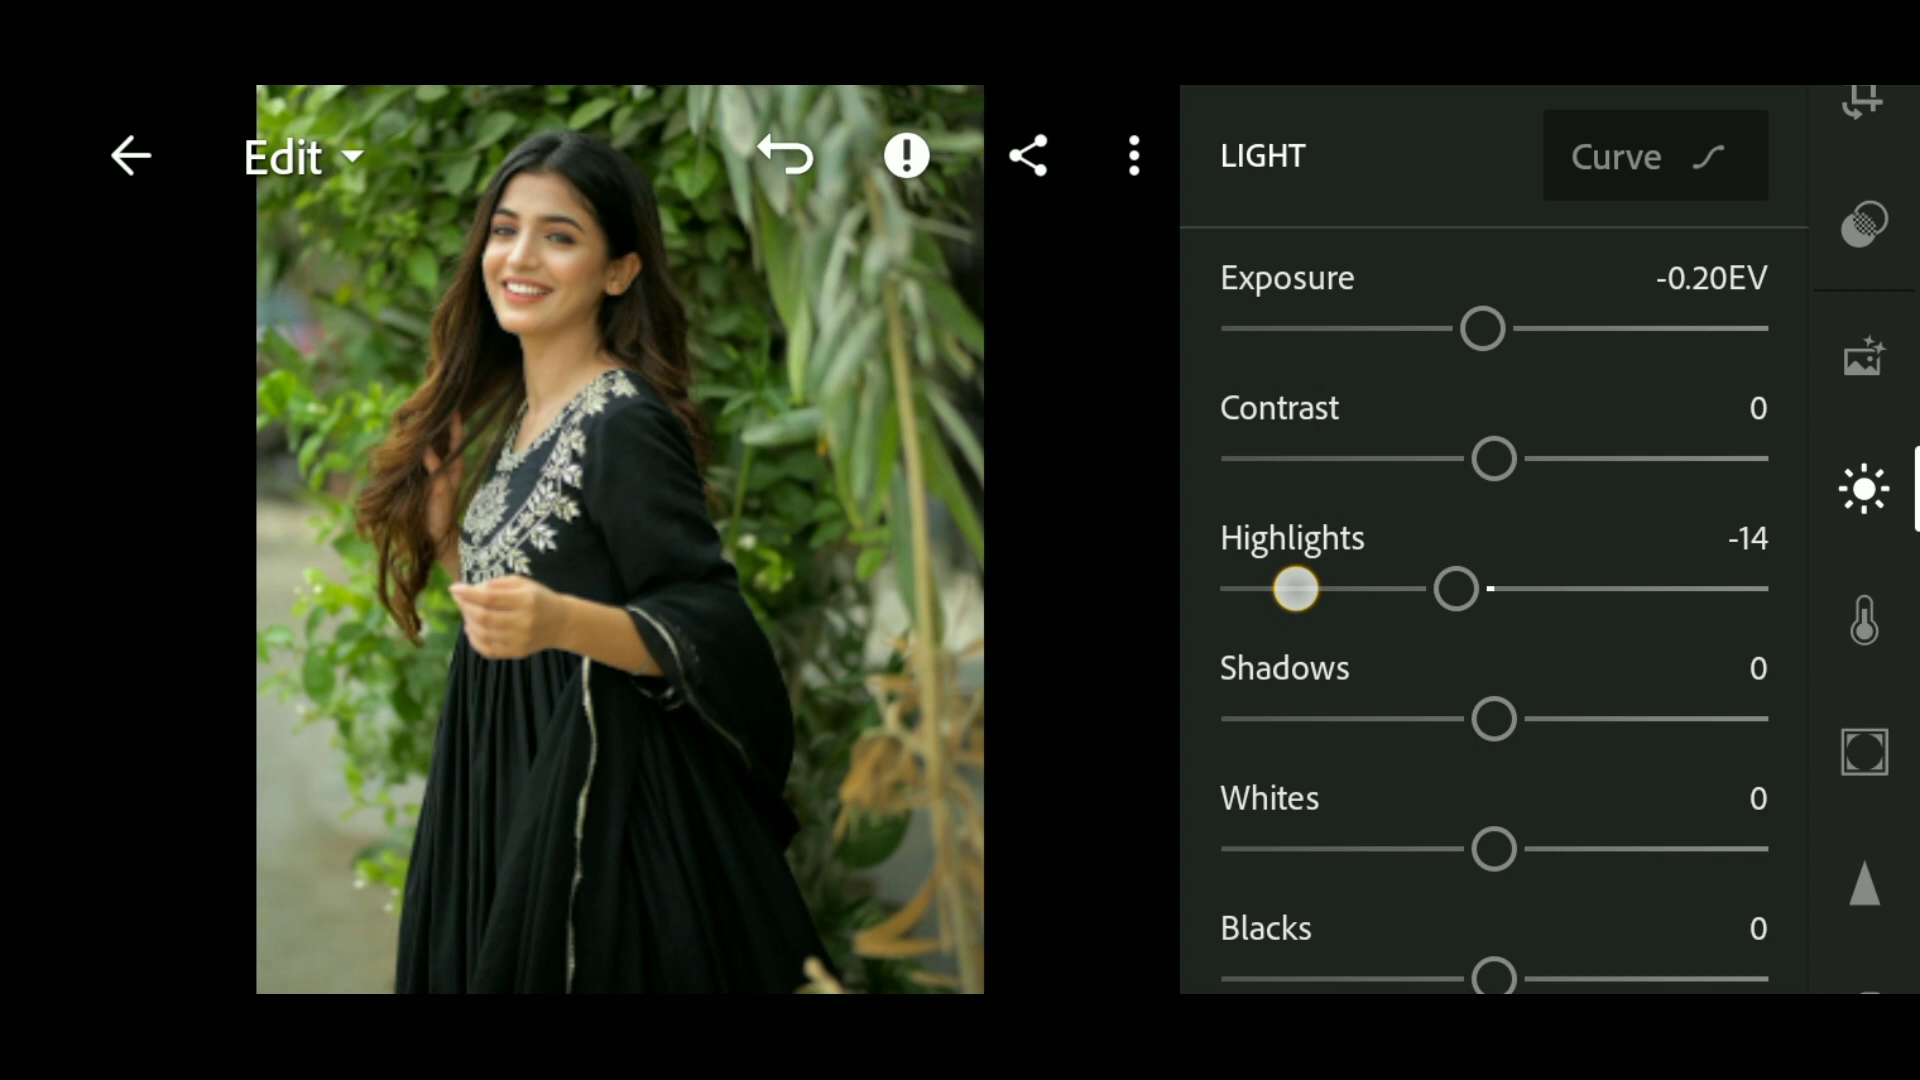 Edit
LIGHT
Curve
Exposure -0.20EV
Contrast 0
Highlights -14
Shadows 0
Whites 0
Blacks 0